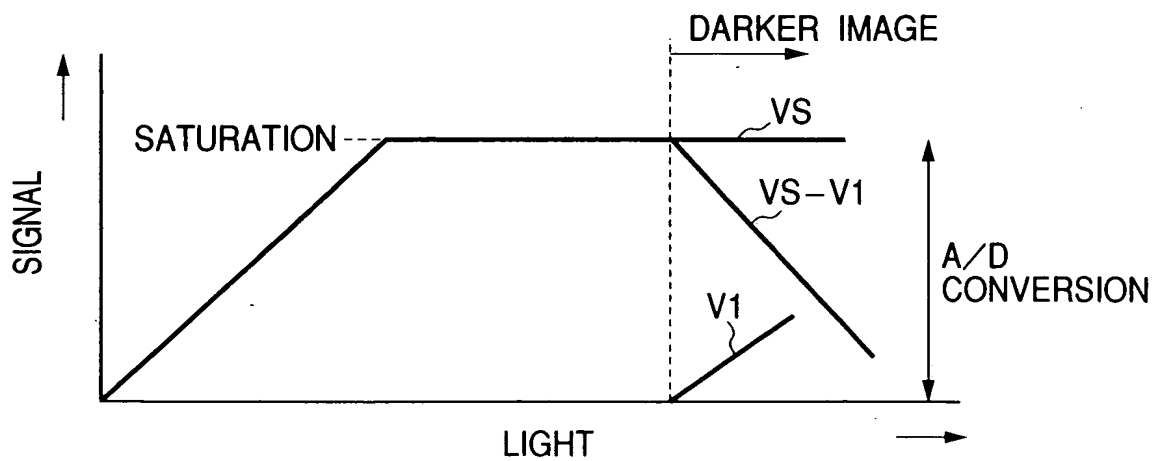 DARKER IMAGE
VS
SATURATION
VS-V1
SIGNAL
A/D
CONVERSION
V1
LIGHT